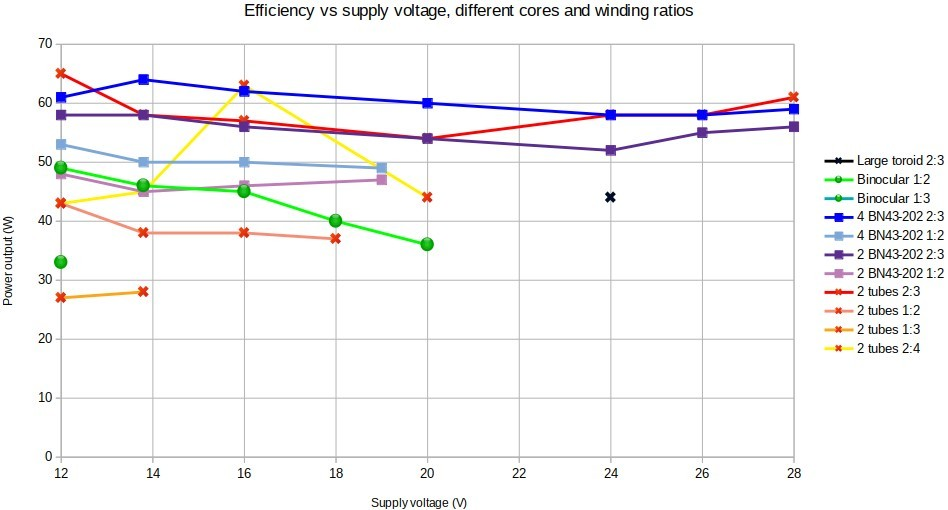 Efficiency vs supply voltage, different cores and winding ratios
70
60
50
40
30
20
10
0
Power output (W)
12 14 16 18 20 22 24 26 28
Supply voltage (V)
Large toroid 2:3
Binocular 1:2
Binocular 1:3
4 BN43-202 2:3
4 BN43-202 1:2
2 BN43-202 2:3
2 BN43-202 1:2
2 tubes 2:3
2 tubes 1:2
2 tubes 1:3
2 tubes 2:4